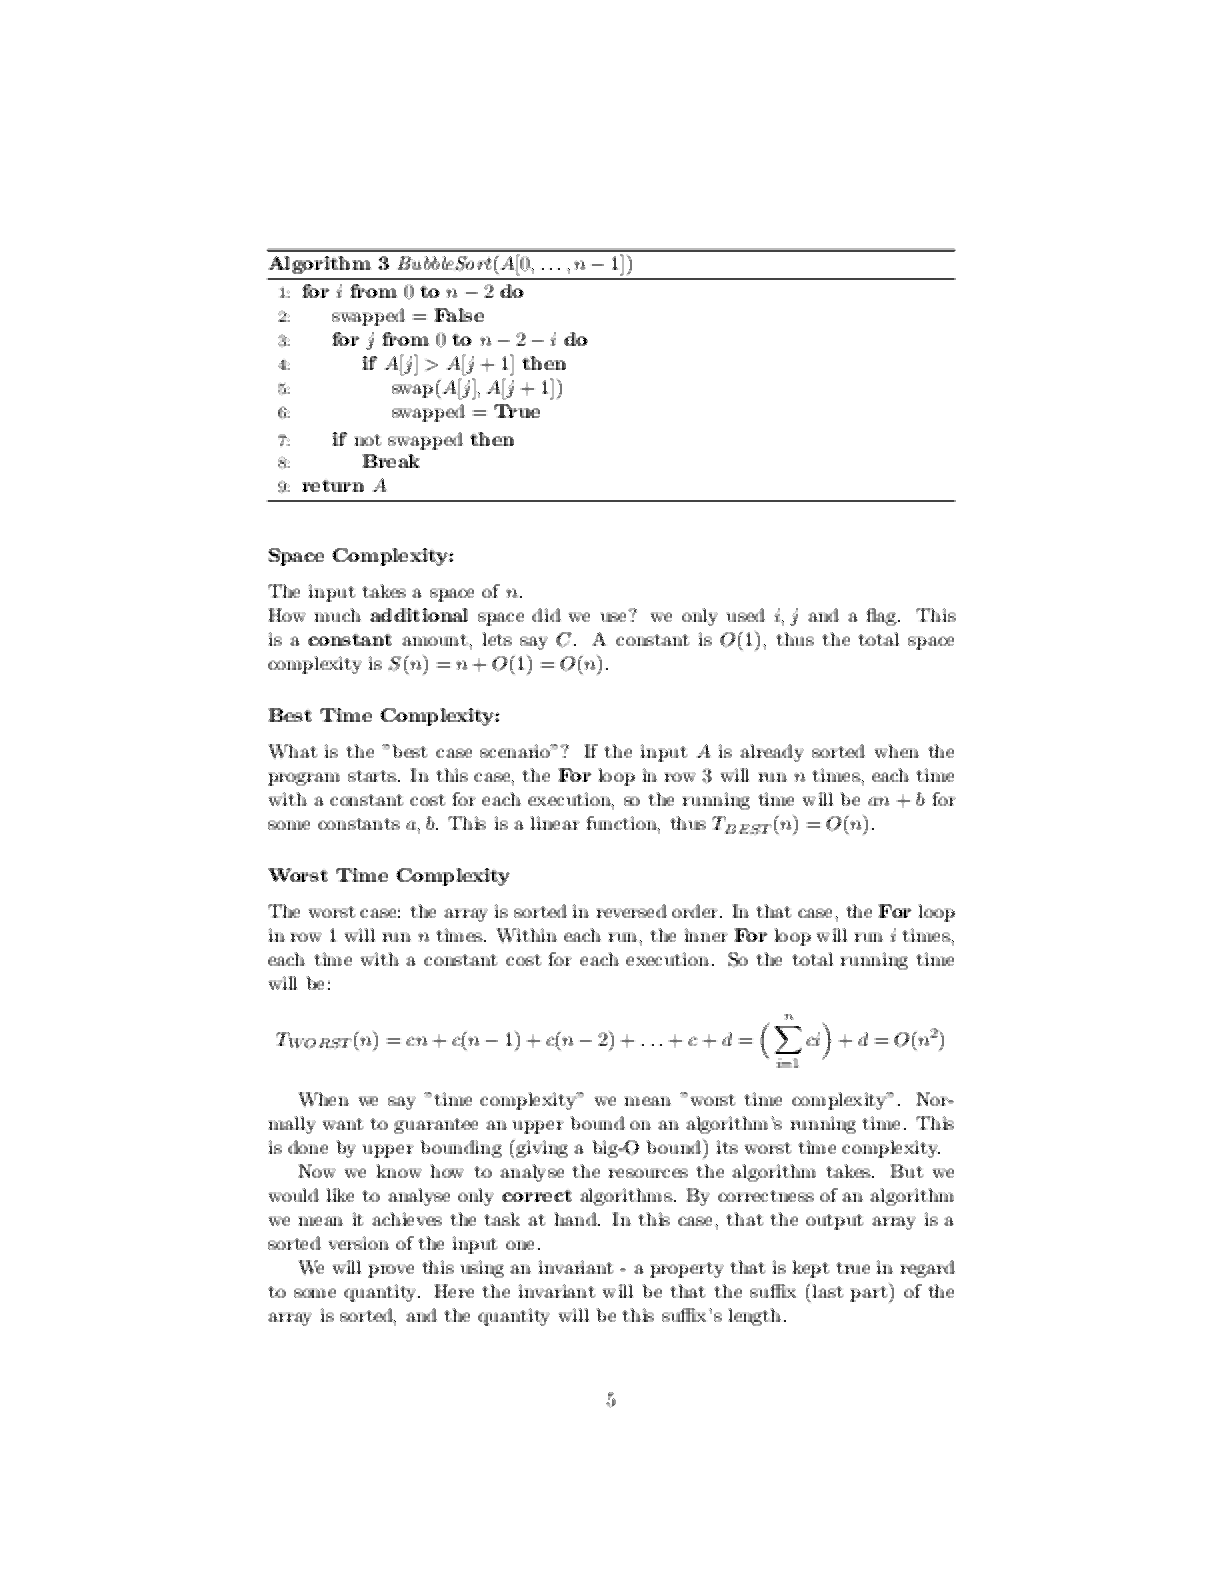 Algorithm 3 BubbleSort(A[0, . . . , n − 1])
1: for i from 0 to n − 2 do
2: swapped = False
3: for j from 0 to n − 2 − i do
4: if A[j] > A[j + 1] then
5: swap(A[j], A[j + 1])
6: swapped = True
7: if not swapped then
8: Break
9: return A
Space Complexity:
The input takes a space of n.
How much additional space did we use? we only used i, j and a flag. This
is a constant amount, lets say C. A constant is O(1), thus the total space
complexity is S(n) = n + O(1) = O(n).
Best Time Complexity:
What is the ”best case scenario”? If the input A is already sorted when the
program starts. In this case, the For loop in row 3 will run n times, each time
with a constant cost for each execution, so the running time will be an + b for
some constants a, b. This is a linear function, thus T_{BEST}(n) = O(n).
Worst Time Complexity
The worst case: the array is sorted in reversed order. In that case, the For loop
in row 1 will run n times. Within each run, the inner For loop will run i times,
each time with a constant cost for each execution. So the total running time
will be:
T_{WORST}(n) = cn + c(n − 1) + c(n − 2) + . . . + c + d = (∑_{i=1}^{n} ci) + d = O(n²)
When we say ”time complexity” we mean ”worst time complexity”. Nor-
mally want to guarantee an upper bound on an algorithm’s running time. This
is done by upper bounding (giving a big-O bound) its worst time complexity.
Now we know how to analyse the resources the algorithm takes. But we
would like to analyse only correct algorithms. By correctness of an algorithm
we mean it achieves the task at hand. In this case, that the output array is a
sorted version of the input one.
We will prove this using an invariant - a property that is kept true in regard
to some quantity. Here the invariant will be that the suffix (last part) of the
array is sorted, and the quantity will be this suffix’s length.
5